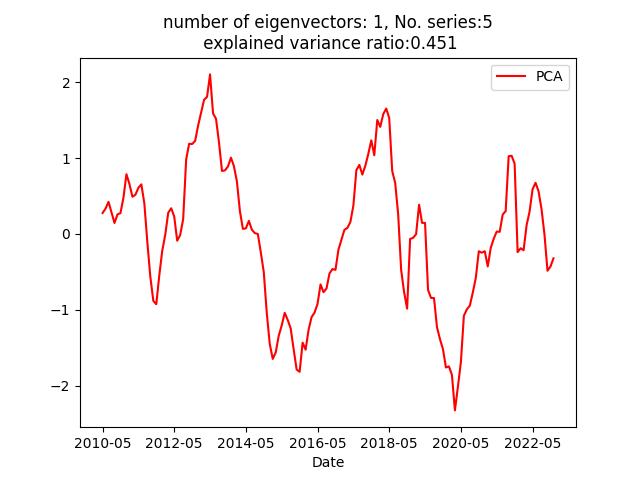 number of eigenvectors: 1, No. series:5
explained variance ratio:0.451
PCA
2
1
0
−1
−2
2010-05 2012-05 2014-05 2016-05 2018-05 2020-05 2022-05
Date